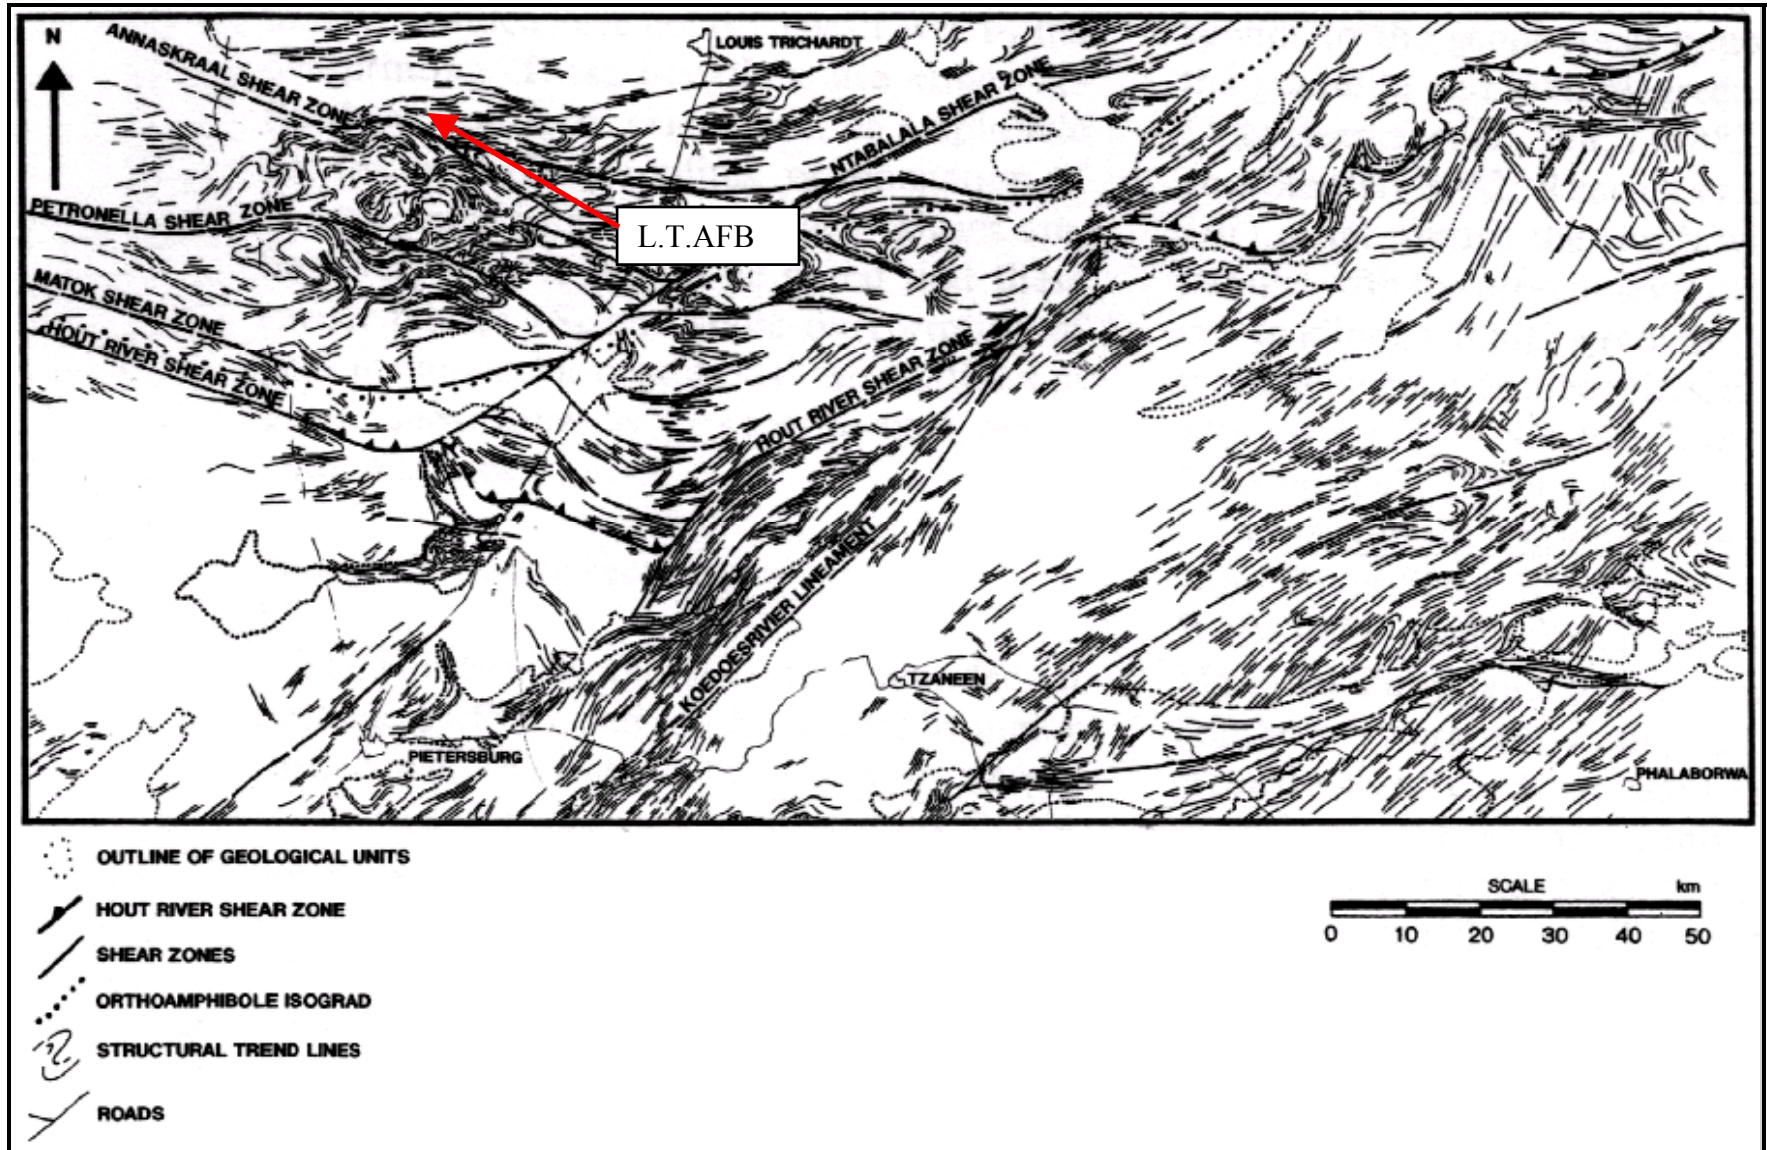 N
ANNASKRAAL SHEAR ZONE
LOUIS TRICHARDT
NTABALALA SHEAR ZONE
PETRONELLA SHEAR ZONE
L.T.AFB
MATOK SHEAR ZONE
HOUT RIVER SHEAR ZONE
HOUT RIVER SHEAR ZONE
KOEDOESRIVIER LINEAMENT
TZANEEN
PIETERSBURG
PHALABORWA
OUTLINE OF GEOLOGICAL UNITS
HOUT RIVER SHEAR ZONE
SHEAR ZONES
ORTHOAMPHIBOLE ISOGRAD
STRUCTURAL TREND LINES
ROADS
SCALE km
0 10 20 30 40 50